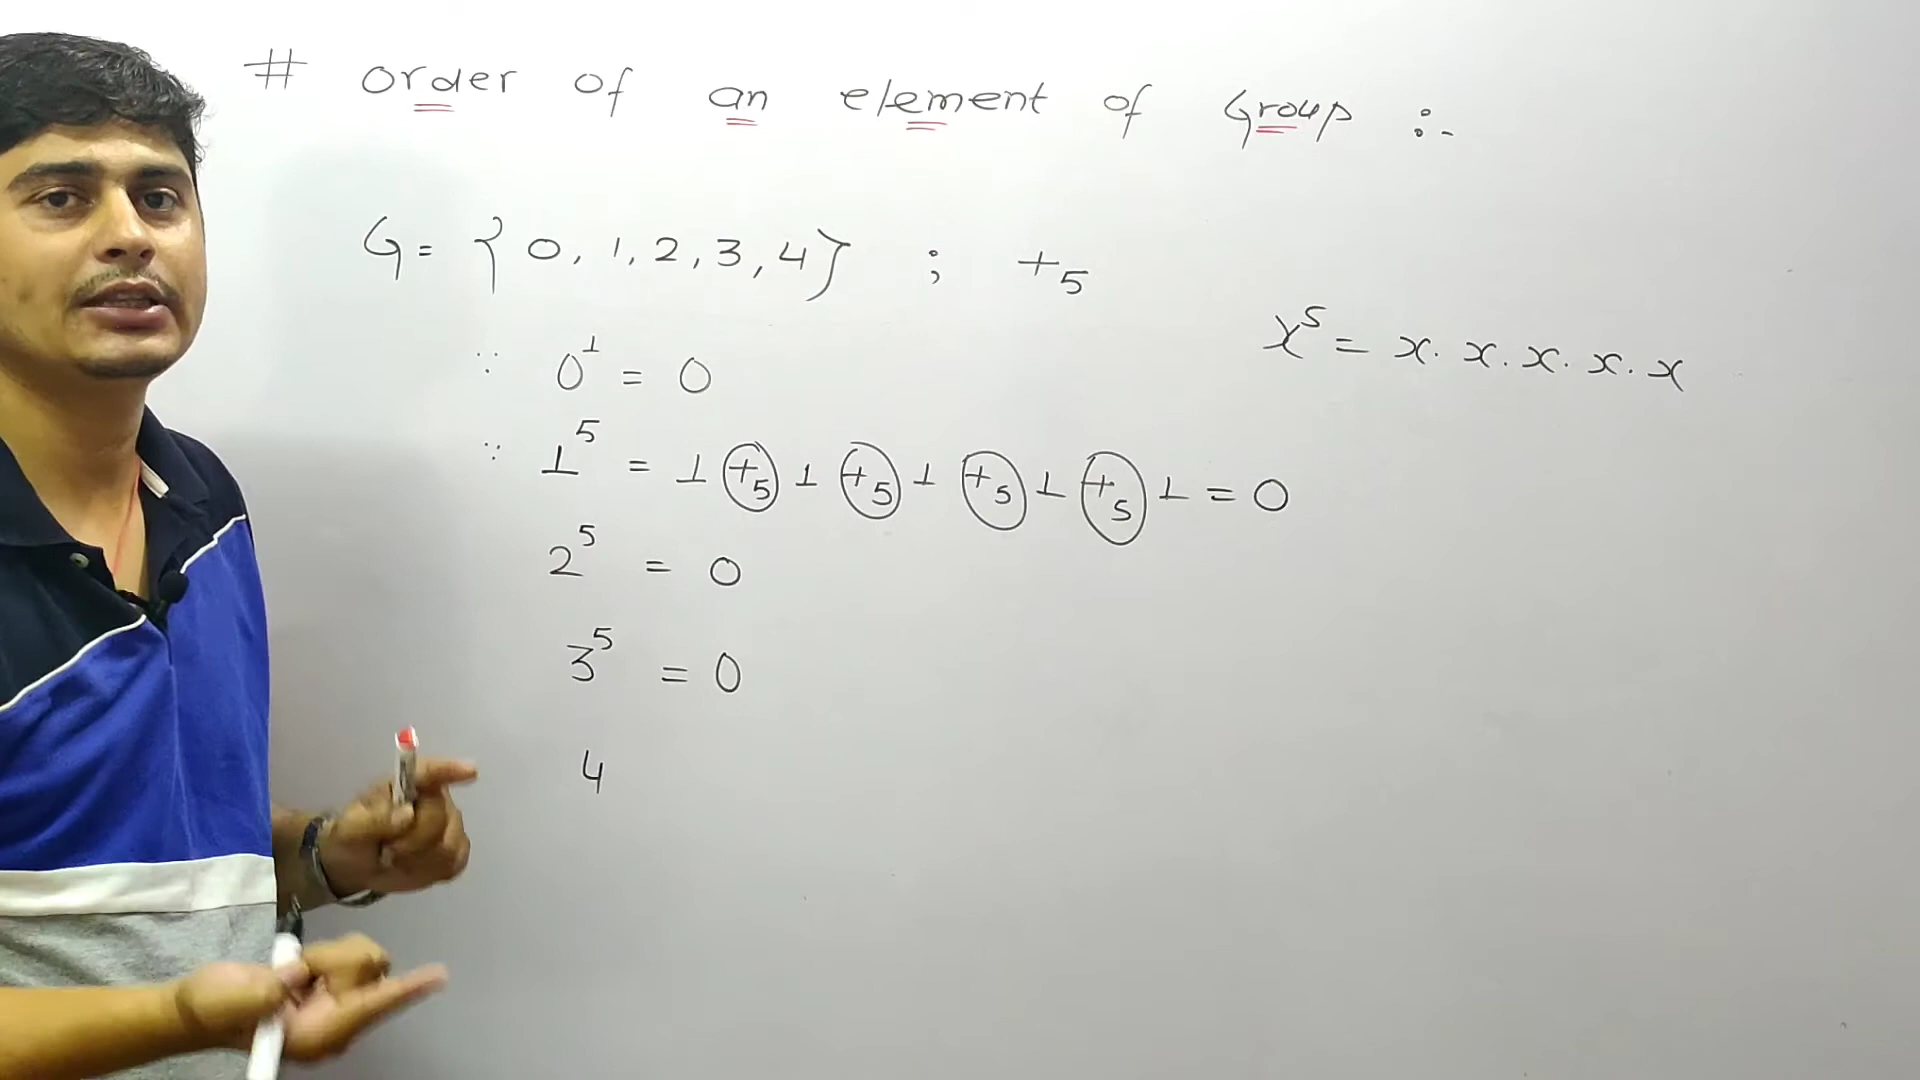 # order of an element of Group :-
G = { 0, 1, 2, 3, 4 } ; +₅
x⁵ = x. x. x. x. x
∵ 0¹ = 0
∵ 1⁵ = 1 +₅ 1 +₅ 1 +₅ 1 +₅ 1 = 0
2⁵ = 0
3⁵ = 0
4